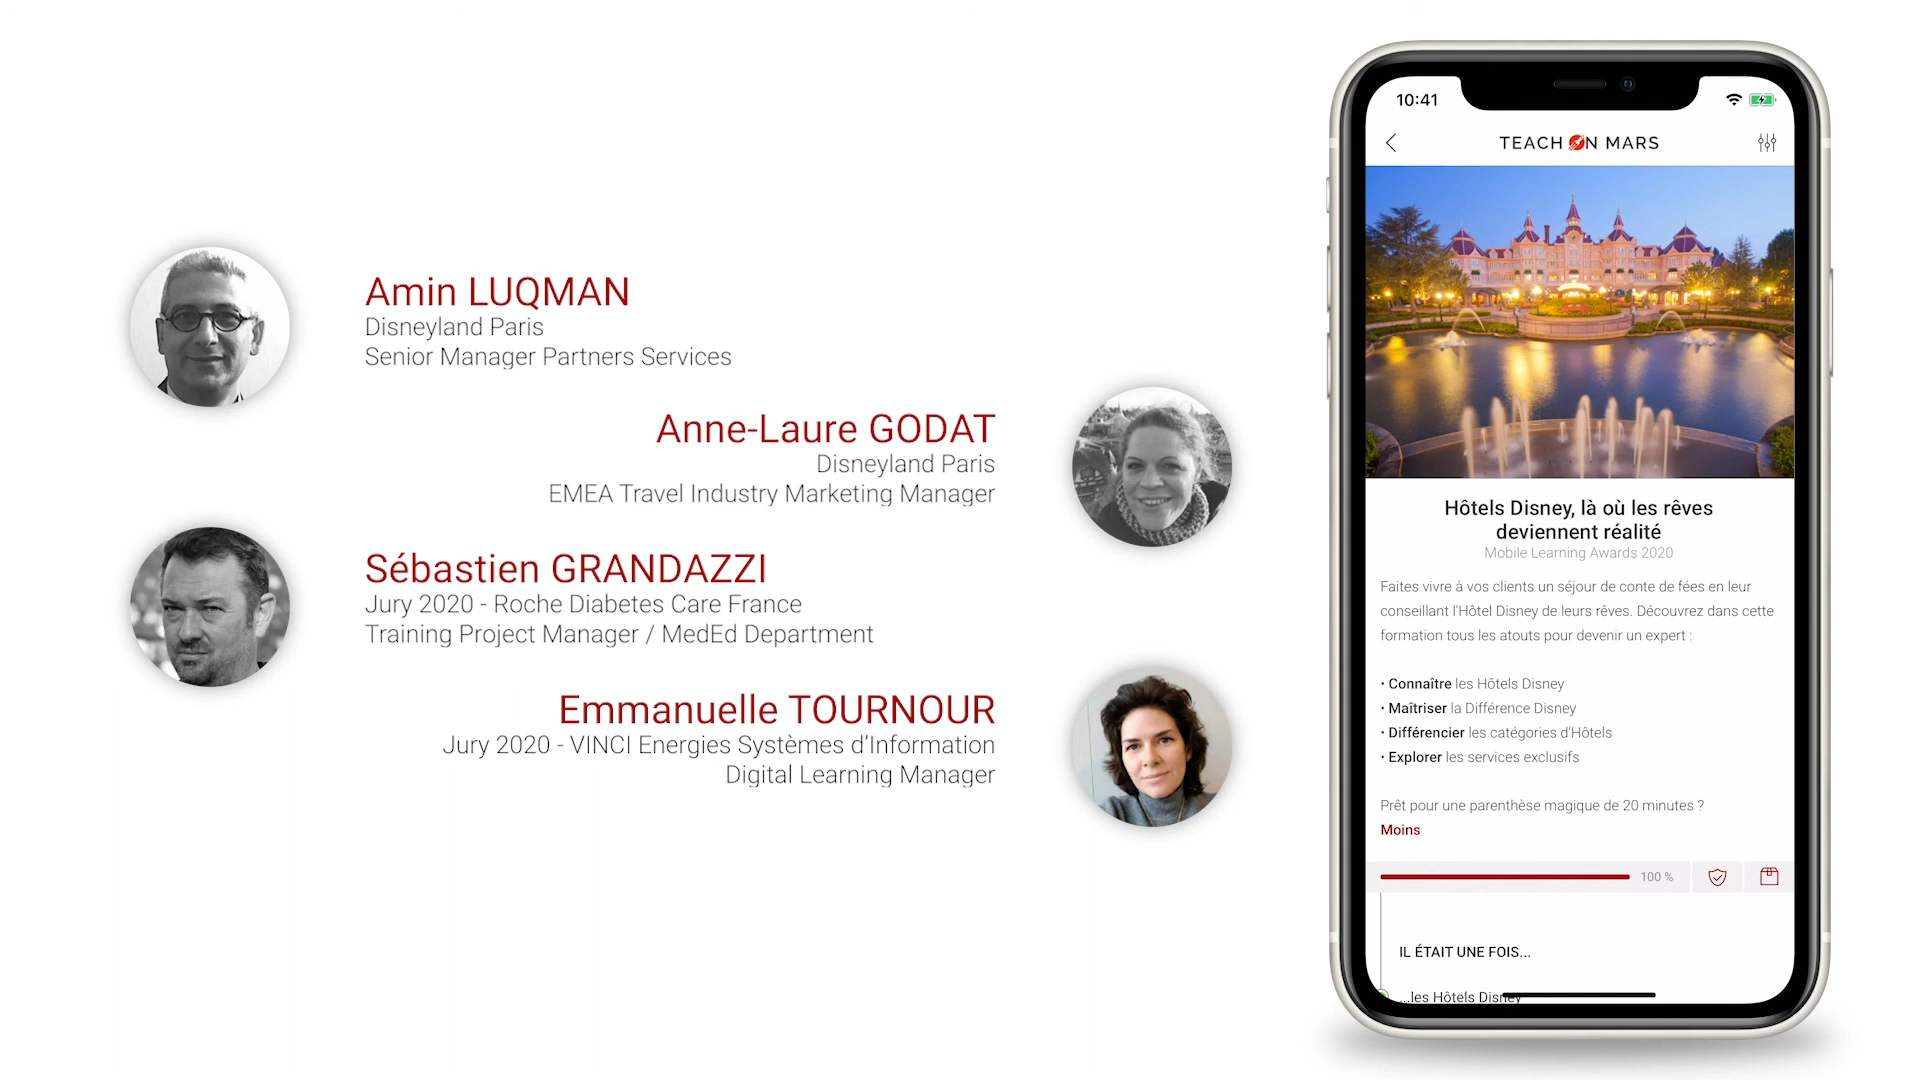 Amin LUQMAN
Disneyland Paris
Senior Manager Partners Services
Anne-Laure GODAT
Disneyland Paris
EMEA Travel Industry Marketing Manager
Sébastien GRANDAZZI
Jury 2020 - Roche Diabetes Care France
Training Project Manager / MedEd Department
Emmanuelle TOURNOUR
Jury 2020 - VINCI Energies Systèmes d’Information
Digital Learning Manager
10:41
TEACH ON MARS
Hôtels Disney, là où les rêves
deviennent réalité
Mobile Learning Awards 2020
Faites vivre à vos clients un séjour de conte de fées en leur
conseillant l'Hôtel Disney de leurs rêves. Découvrez dans cette
formation tous les atouts pour devenir un expert :
• Connaître les Hôtels Disney
• Maîtriser la Différence Disney
• Différencier les catégories d'Hôtels
• Explorer les services exclusifs
Prêt pour une parenthèse magique de 20 minutes ?
Moins
100 %
IL ÉTAIT UNE FOIS...
...les Hôtels Disney